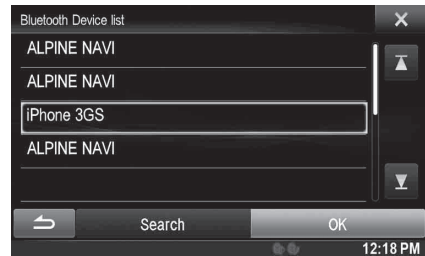 Bluetooth Device list
ALPINE NAVI
ALPINE NAVI
iPhone 3GS
ALPINE NAVI
Search OK
12:18 PM